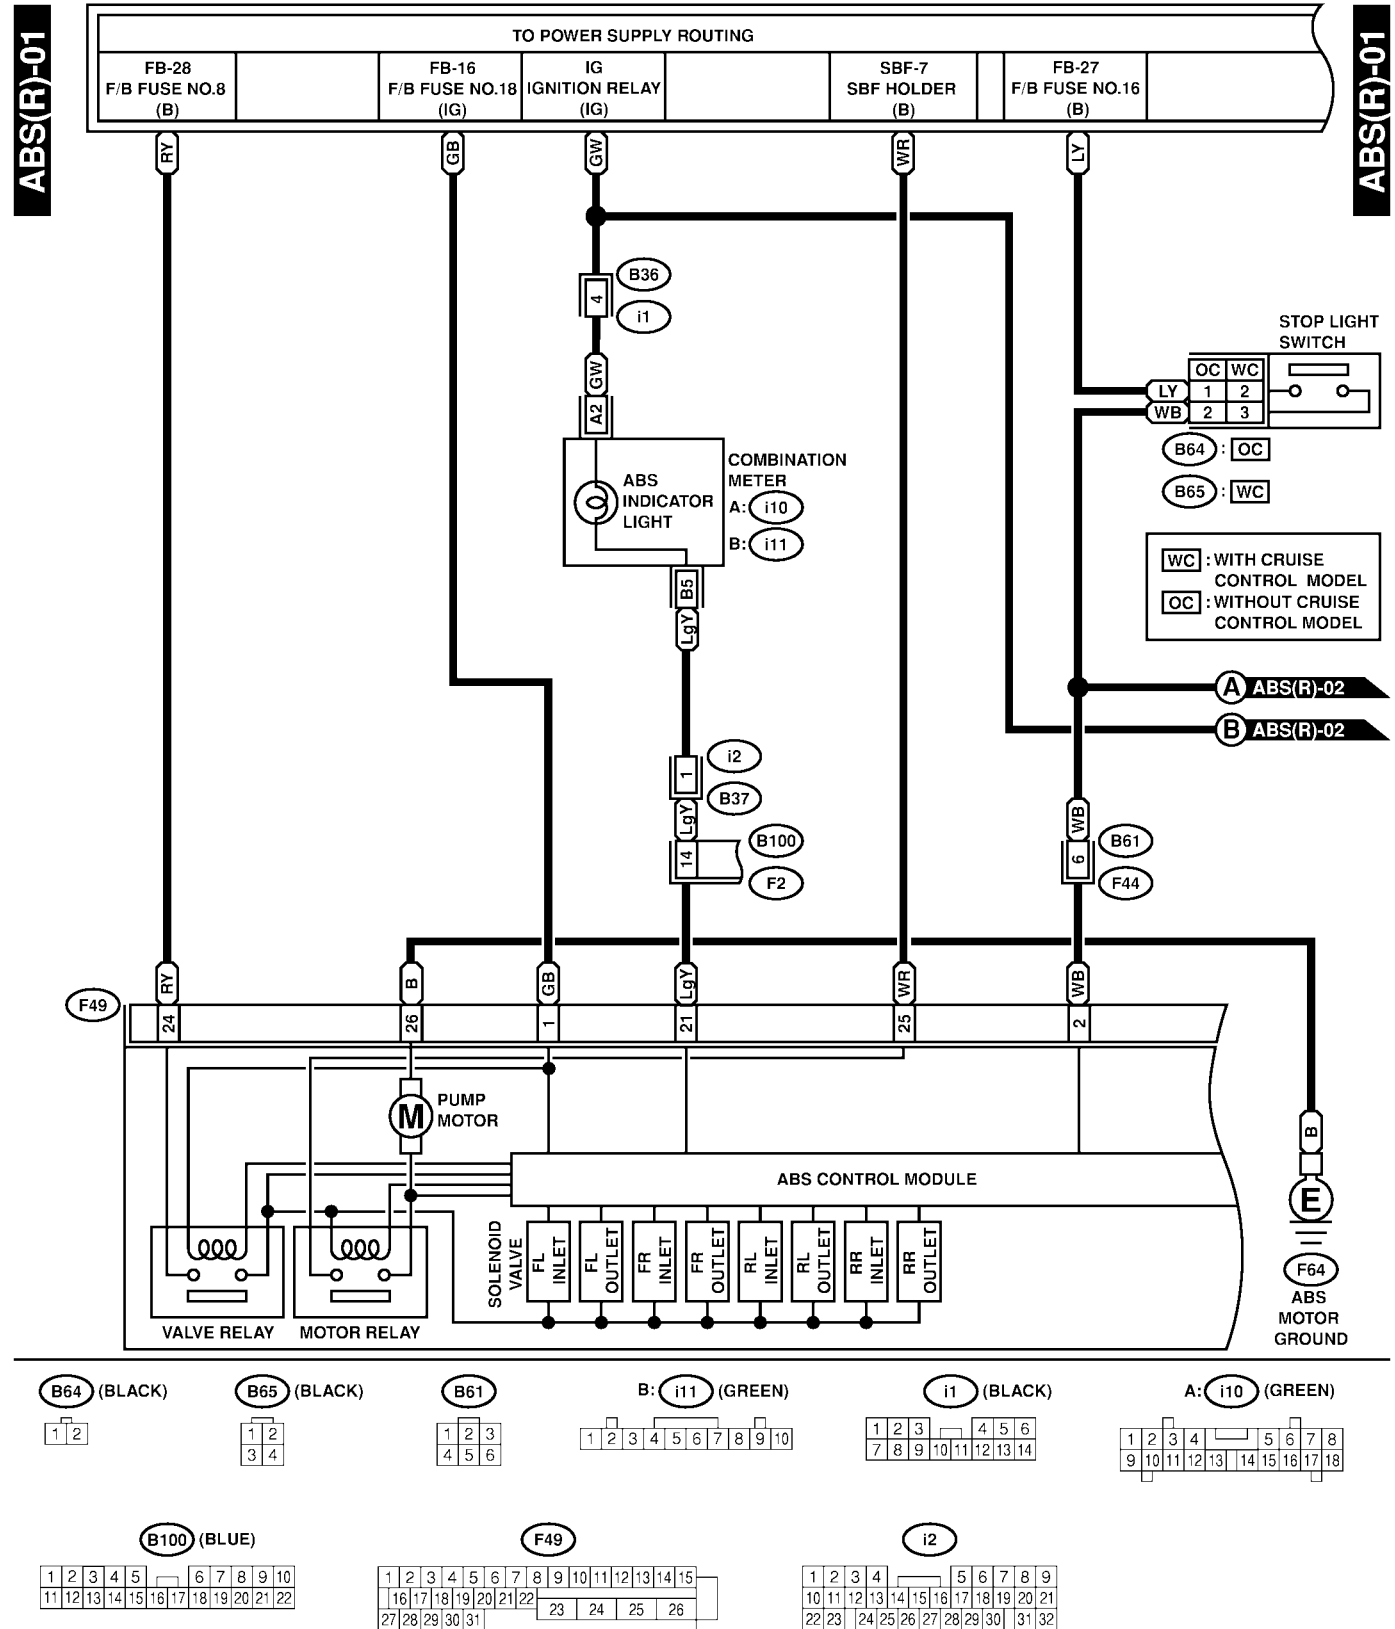 ABS(R)-01
ABS(R)-01
TO POWER SUPPLY ROUTING
FB-28
F/B FUSE NO.8
(B)
FB-16
F/B FUSE NO.18
(IG)
IG
IGNITION RELAY
(IG)
SBF-7
SBF HOLDER
(B)
FB-27
F/B FUSE NO.16
(B)
RY
GB
GW
WR
LY
B36
4
i1
GW
A2
STOP LIGHT
SWITCH
OC WC
LY 1 2
WB 2 3
B64 : OC
B65 : WC
ABS
INDICATOR
LIGHT
COMBINATION
METER
A: i10
B: i11
B5
LgY
WC : WITH CRUISE
CONTROL MODEL
OC : WITHOUT CRUISE
CONTROL MODEL
A ABS(R)-02
B ABS(R)-02
i2
1
B37
LgY
B100
14
F2
WB
B61
6
F44
F49
RY
B
GB
LgY
WR
WB
24
26
1
21
25
2
M
PUMP
MOTOR
B
ABS CONTROL MODULE
E
SOLENOID
VALVE
FL
INLET
FL
OUTLET
FR
INLET
FR
OUTLET
RL
INLET
RL
OUTLET
RR
INLET
RR
OUTLET
F64
ABS
MOTOR
GROUND
VALVE RELAY
MOTOR RELAY
B64 (BLACK)
1 2
B65 (BLACK)
1 2
3 4
B61
1 2 3
4 5 6
B: i11 (GREEN)
1 2 3 4 5 6 7 8 9 10
i1 (BLACK)
1 2 3 4 5 6
7 8 9 10 11 12 13 14
A: i10 (GREEN)
1 2 3 4 5 6 7 8
9 10 11 12 13 14 15 16 17 18
B100 (BLUE)
1 2 3 4 5 6 7 8 9 10
11 12 13 14 15 16 17 18 19 20 21 22
F49
1 2 3 4 5 6 7 8 9 10 11 12 13 14 15
16 17 18 19 20 21 22
23 24 25 26
27 28 29 30 31
i2
1 2 3 4 5 6 7 8 9
10 11 12 13 14 15 16 17 18 19 20 21
22 23 24 25 26 27 28 29 30 31 32